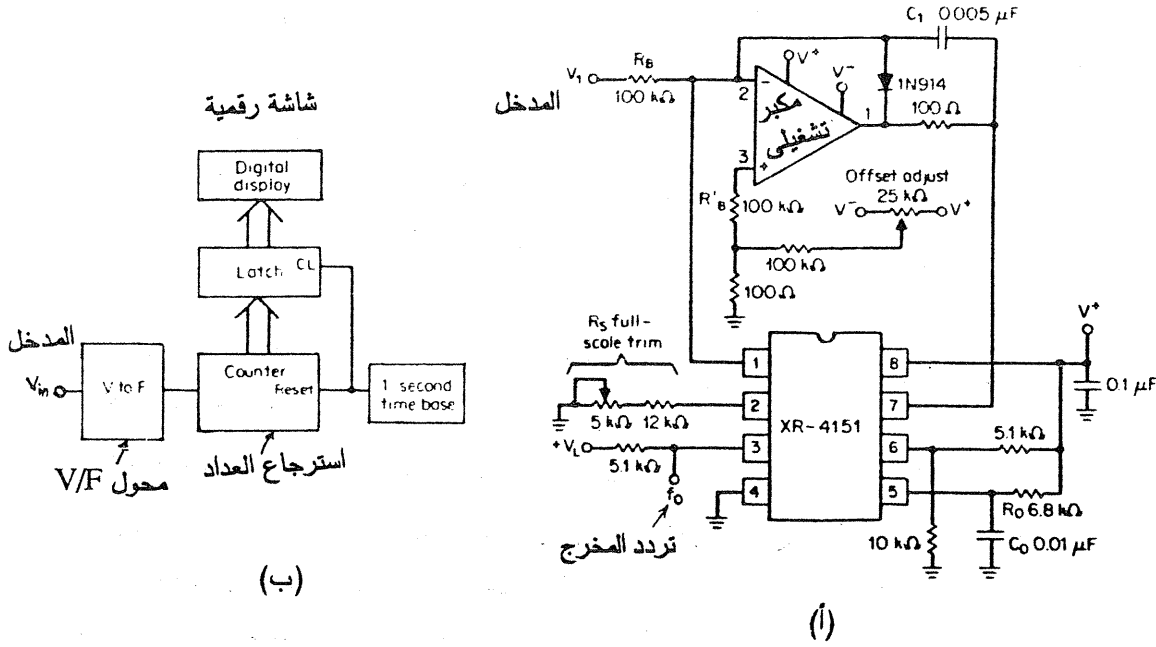 شاشة رقمية
Digital
display
Latch
CL
المدخل
Vin
V to F
Counter
Reset
1 second
time base
محول V/F
استرجاع العداد
(ب)
C1 0.005 µF
V1
RB
100 kΩ
المدخل
2
-
V+
V-
مكبر
تشغيلى
1
3
+
1N914
100 Ω
R'B
100 kΩ
Offset adjust
25 kΩ
V-
V+
100 kΩ
100 Ω
RS full-
scale trim
5 kΩ
12 kΩ
+VL
5.1 kΩ
fo
تردد المخرج
1
2
3
4
XR-4151
8
7
6
5
V+
0.1 µF
5.1 kΩ
RO 6.8 kΩ
10 kΩ
CO 0.01 µF
(أ)